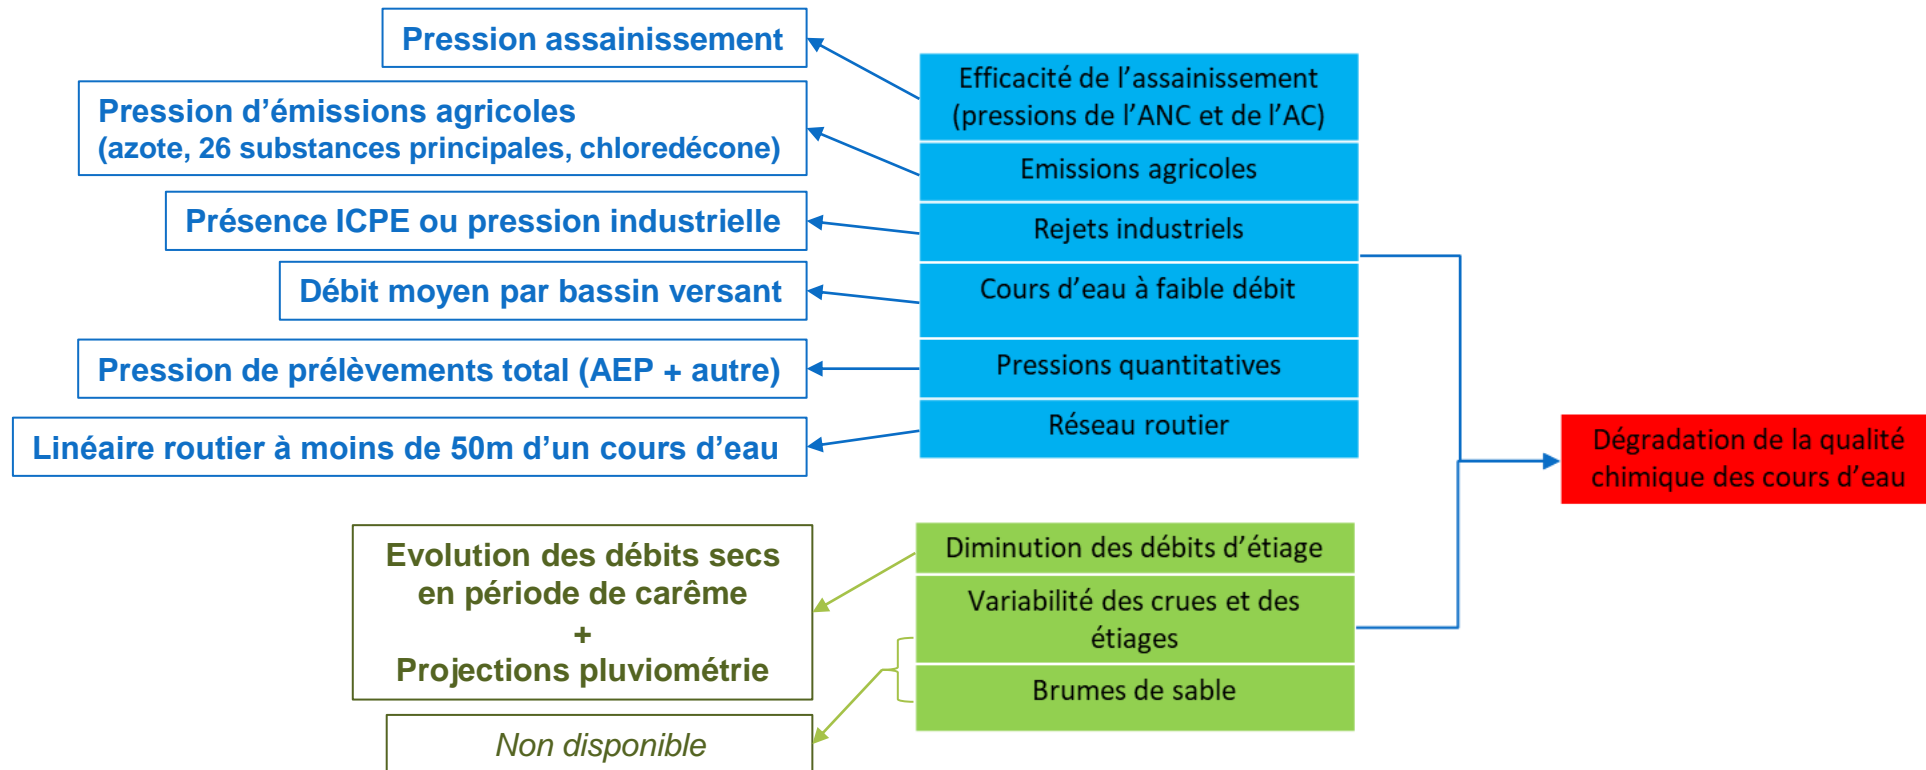 Pression assainissement
Pression d’émissions agricoles
(azote, 26 substances principales, chloredécone)
Présence ICPE ou pression industrielle
Débit moyen par bassin versant
Pression de prélèvements total (AEP + autre)
Linéaire routier à moins de 50m d’un cours d’eau
Efficacité de l’assainissement
(pressions de l’ANC et de l’AC)
Emissions agricoles
Rejets industriels
Cours d’eau à faible débit
Pressions quantitatives
Réseau routier
Dégradation de la qualité
chimique des cours d’eau
Evolution des débits secs
en période de carême
+
Projections pluviométrie
Non disponible
Diminution des débits d’étiage
Variabilité des crues et des
étiages
Brumes de sable